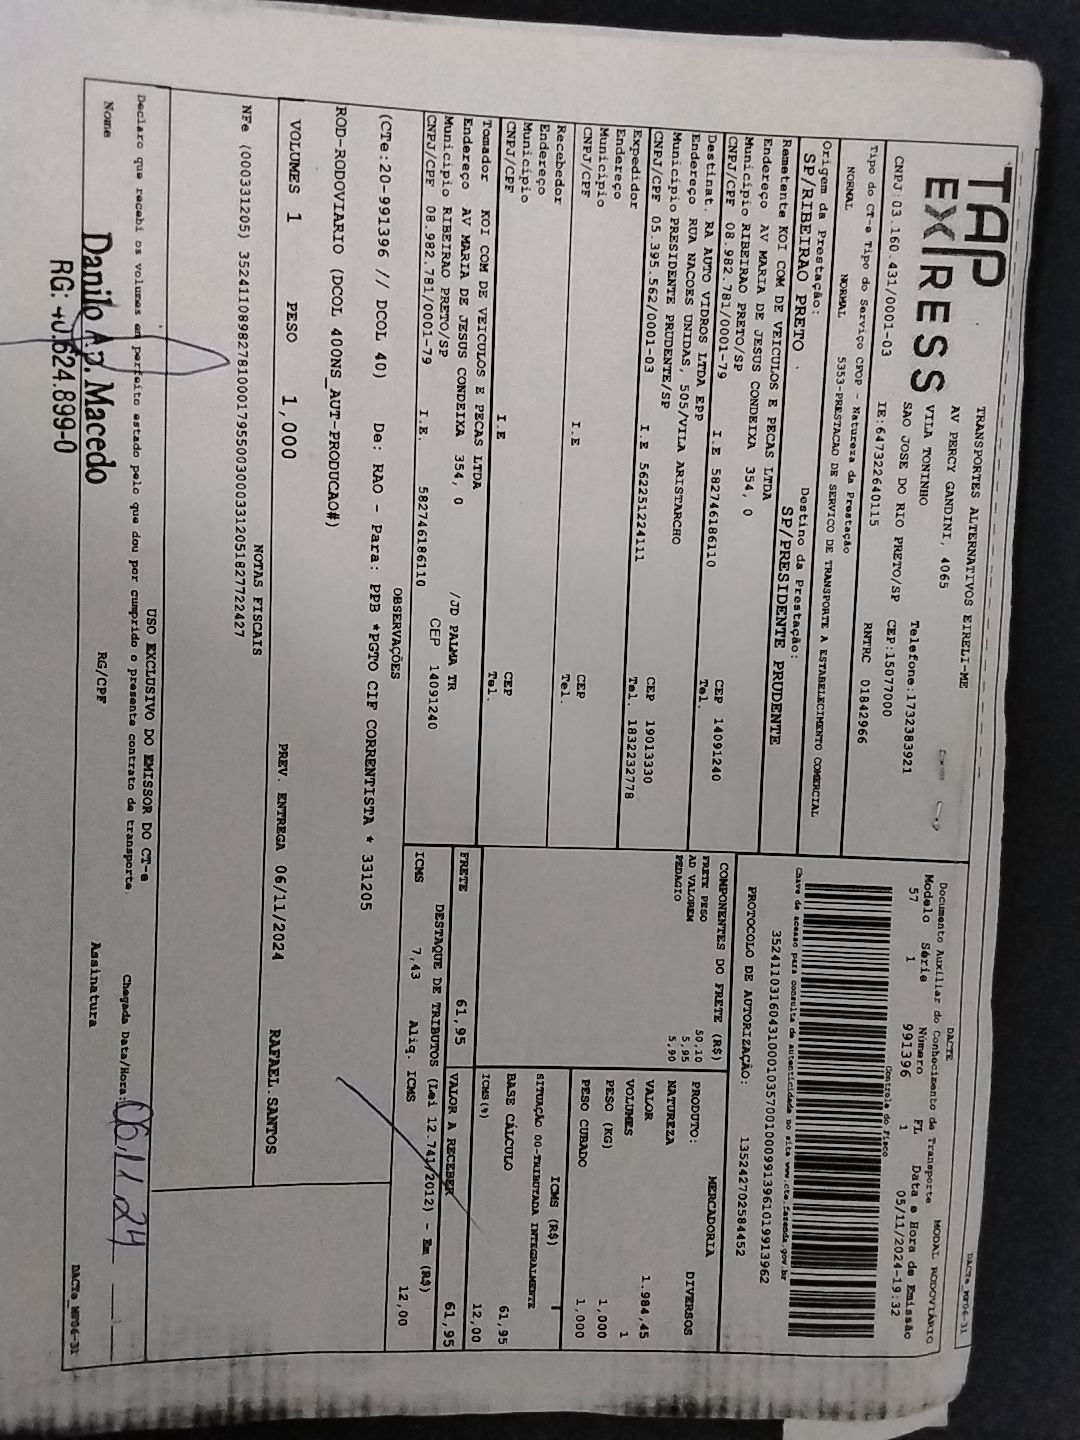 TAP
EXPRESS
TRANSPORTES ALTERNATIVOS EIRELI-ME
AV PERCY GANDINI, 4065
VILA TONINHO
Telefone:1732383921
SAO JOSE DO RIO PRETO/SP
CEP:15077000
CNPJ:03.160.431/0001-03
IE:647322640115
RNTRC 01842966
Tipo do CT-e Tipo do Serviço CFOP - Natureza da Prestação
NORMAL NORMAL 5353-PRESTACAO DE SERVICO DE TRANSPORTE A ESTABELECIMENTO COMERCIAL
Origem da Prestação:
SP/RIBEIRAO PRETO
Destino da Prestação:
SP/PRESIDENTE PRUDENTE
Remetente KOI COM DE VEICULOS E PECAS LTDA
Endereço AV MARIA DE JESUS CONDEIXA 354, 0
Município RIBEIRAO PRETO/SP CEP 14091240
CNPJ/CPF 08.982.781/0001-79 I.E 582746186110 Tel.
Destinat. RA AUTO VIDROS LTDA EPP
Endereço RUA NACOES UNIDAS, 505/VILA ARISTARCHO
Município PRESIDENTE PRUDENTE/SP CEP 19013330
CNPJ/CPF 05.395.562/0001-03 I.E 562251224111 Tel. 1832232778
Expedidor
Endereço
Município CEP
CNPJ/CPF I.E Tel.
Recebedor
Endereço
Município CEP
CNPJ/CPF I.E Tel.
Tomador KOI COM DE VEICULOS E PECAS LTDA
Endereço AV MARIA DE JESUS CONDEIXA 354, 0 /JD PALMA TR
Município RIBEIRAO PRETO/SP CEP 14091240
CNPJ/CPF 08.982.781/0001-79 I.E. 582746186110
DACTe_MP06-31
DACTE
Documento Auxiliar do Conhecimento de Transporte MODAL RODOVIÁRIO
Modelo Série Número FL Data e Hora de Emissão
57 1 991396 1 05/11/2024-19:32
Controle do Fisco
Chave de acesso para consulta de autenticidade no site www.cte.fazenda.gov.br
35241103160431000103570010009913961019913962
PROTOCOLO DE AUTORIZAÇÃO: 135242702584452
COMPONENTES DO FRETE (R$)
FRETE PESO 50,10
AD VALOREM 5,95
PEDAGIO 5,90
MERCADORIA
PRODUTO:
NATUREZA DIVERSOS
VALOR 1.984,45
VOLUMES 1
PESO (KG) 1,000
PESO CUBADO 1,000
ICMS (R$)
SITUAÇÃO 00-TRIBUTADA INTEGRALMENTE
BASE CÁLCULO 61,95
ICMS(%) 12,00
FRETE 61,95
VALOR A RECEBER 61,95
DESTAQUE DE TRIBUTOS (Lei 12.741/2012) - Em (R$)
ICMS 7,43 Aliq. ICMS 12,00
OBSERVAÇÕES
(CTe:20-991396 // DCOL 40) De: RAO - Para: PPB *PGTO CIF CORRENTISTA * 331205
ROD-RODOVIARIO (DCOL 400NS_AUT-PRODUCAO#)
VOLUMES 1 PESO 1,000 PREV. ENTREGA 06/11/2024 RAFAEL.SANTOS
NOTAS FISCAIS
NFe (000331205) 35241108982781000179550030003312051827722427
USO EXCLUSIVO DO EMISSOR DO CT-e
Declaro que recebi os volumes em perfeito estado pelo que dou por cumprido o presente contrato de transporte.
Chegada Data/Hora: 06/11/24
Nome RG/CPF Assinatura
Danilo Ap. Macedo
RG: 40.624.899-0
DACTe_MP06-31